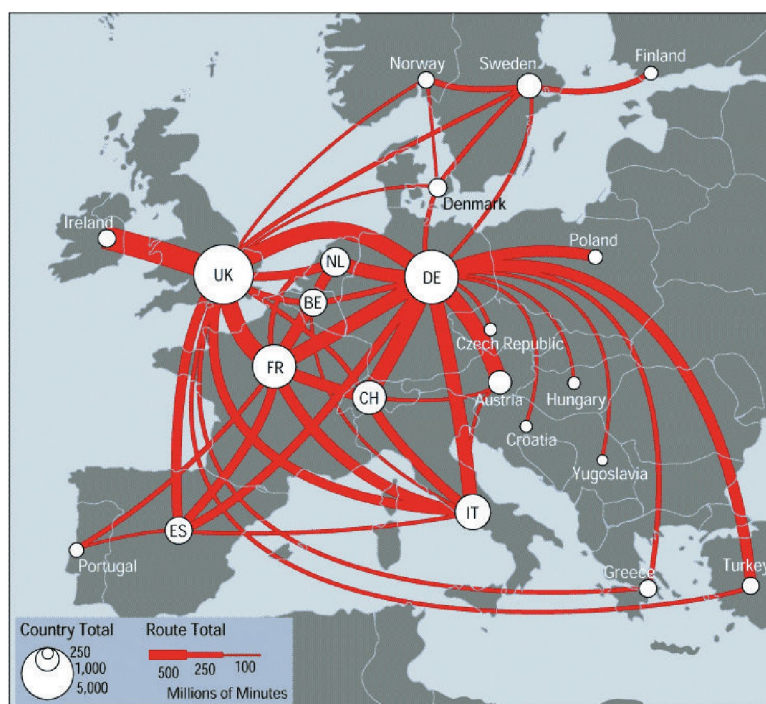 Norway
Sweden
Finland
Ireland
Denmark
UK
NL
DE
Poland
BE
Czech Republic
FR
CH
Austria
Hungary
Croatia
Yugoslavia
ES
IT
Portugal
Greece
Turkey
Country Total
250
1,000
5,000
Route Total
500 250 100
Millions of Minutes